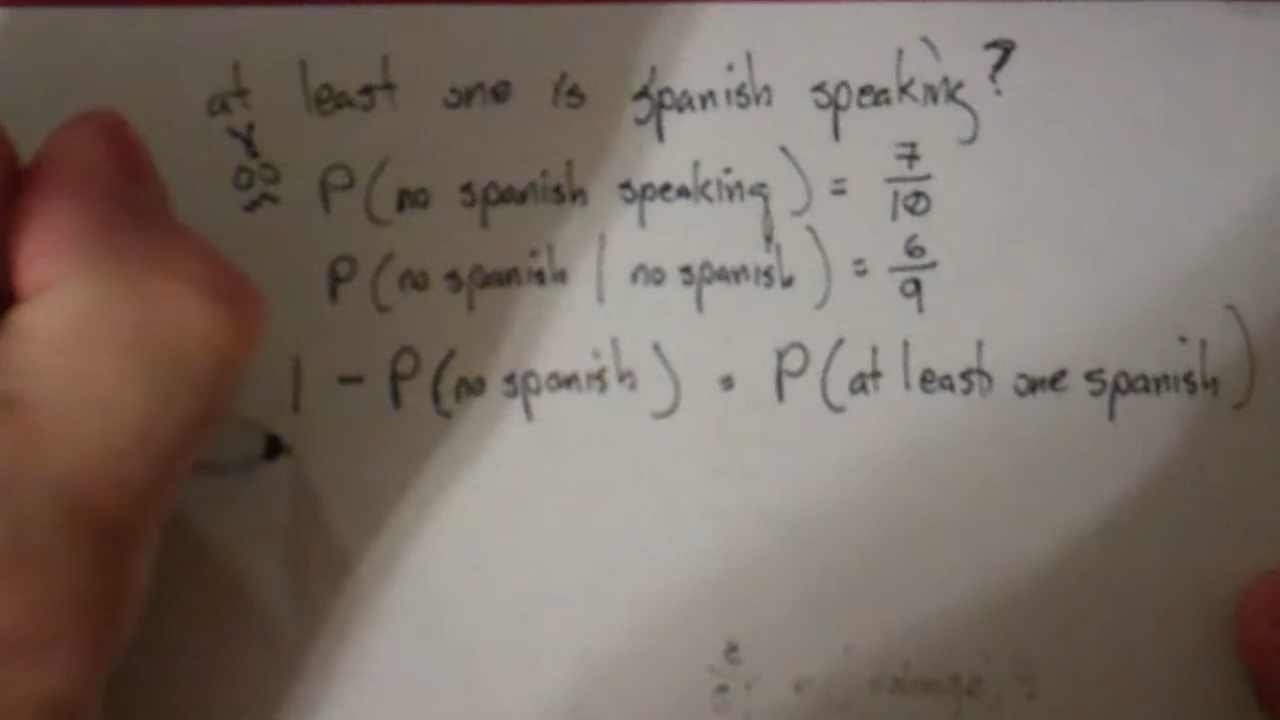 at least one is spanish speaking?
P(no spanish speaking) = 7/10
P(no spanish | no spanish) = 6/9
1 - P(no spanish) = P(at least one spanish)